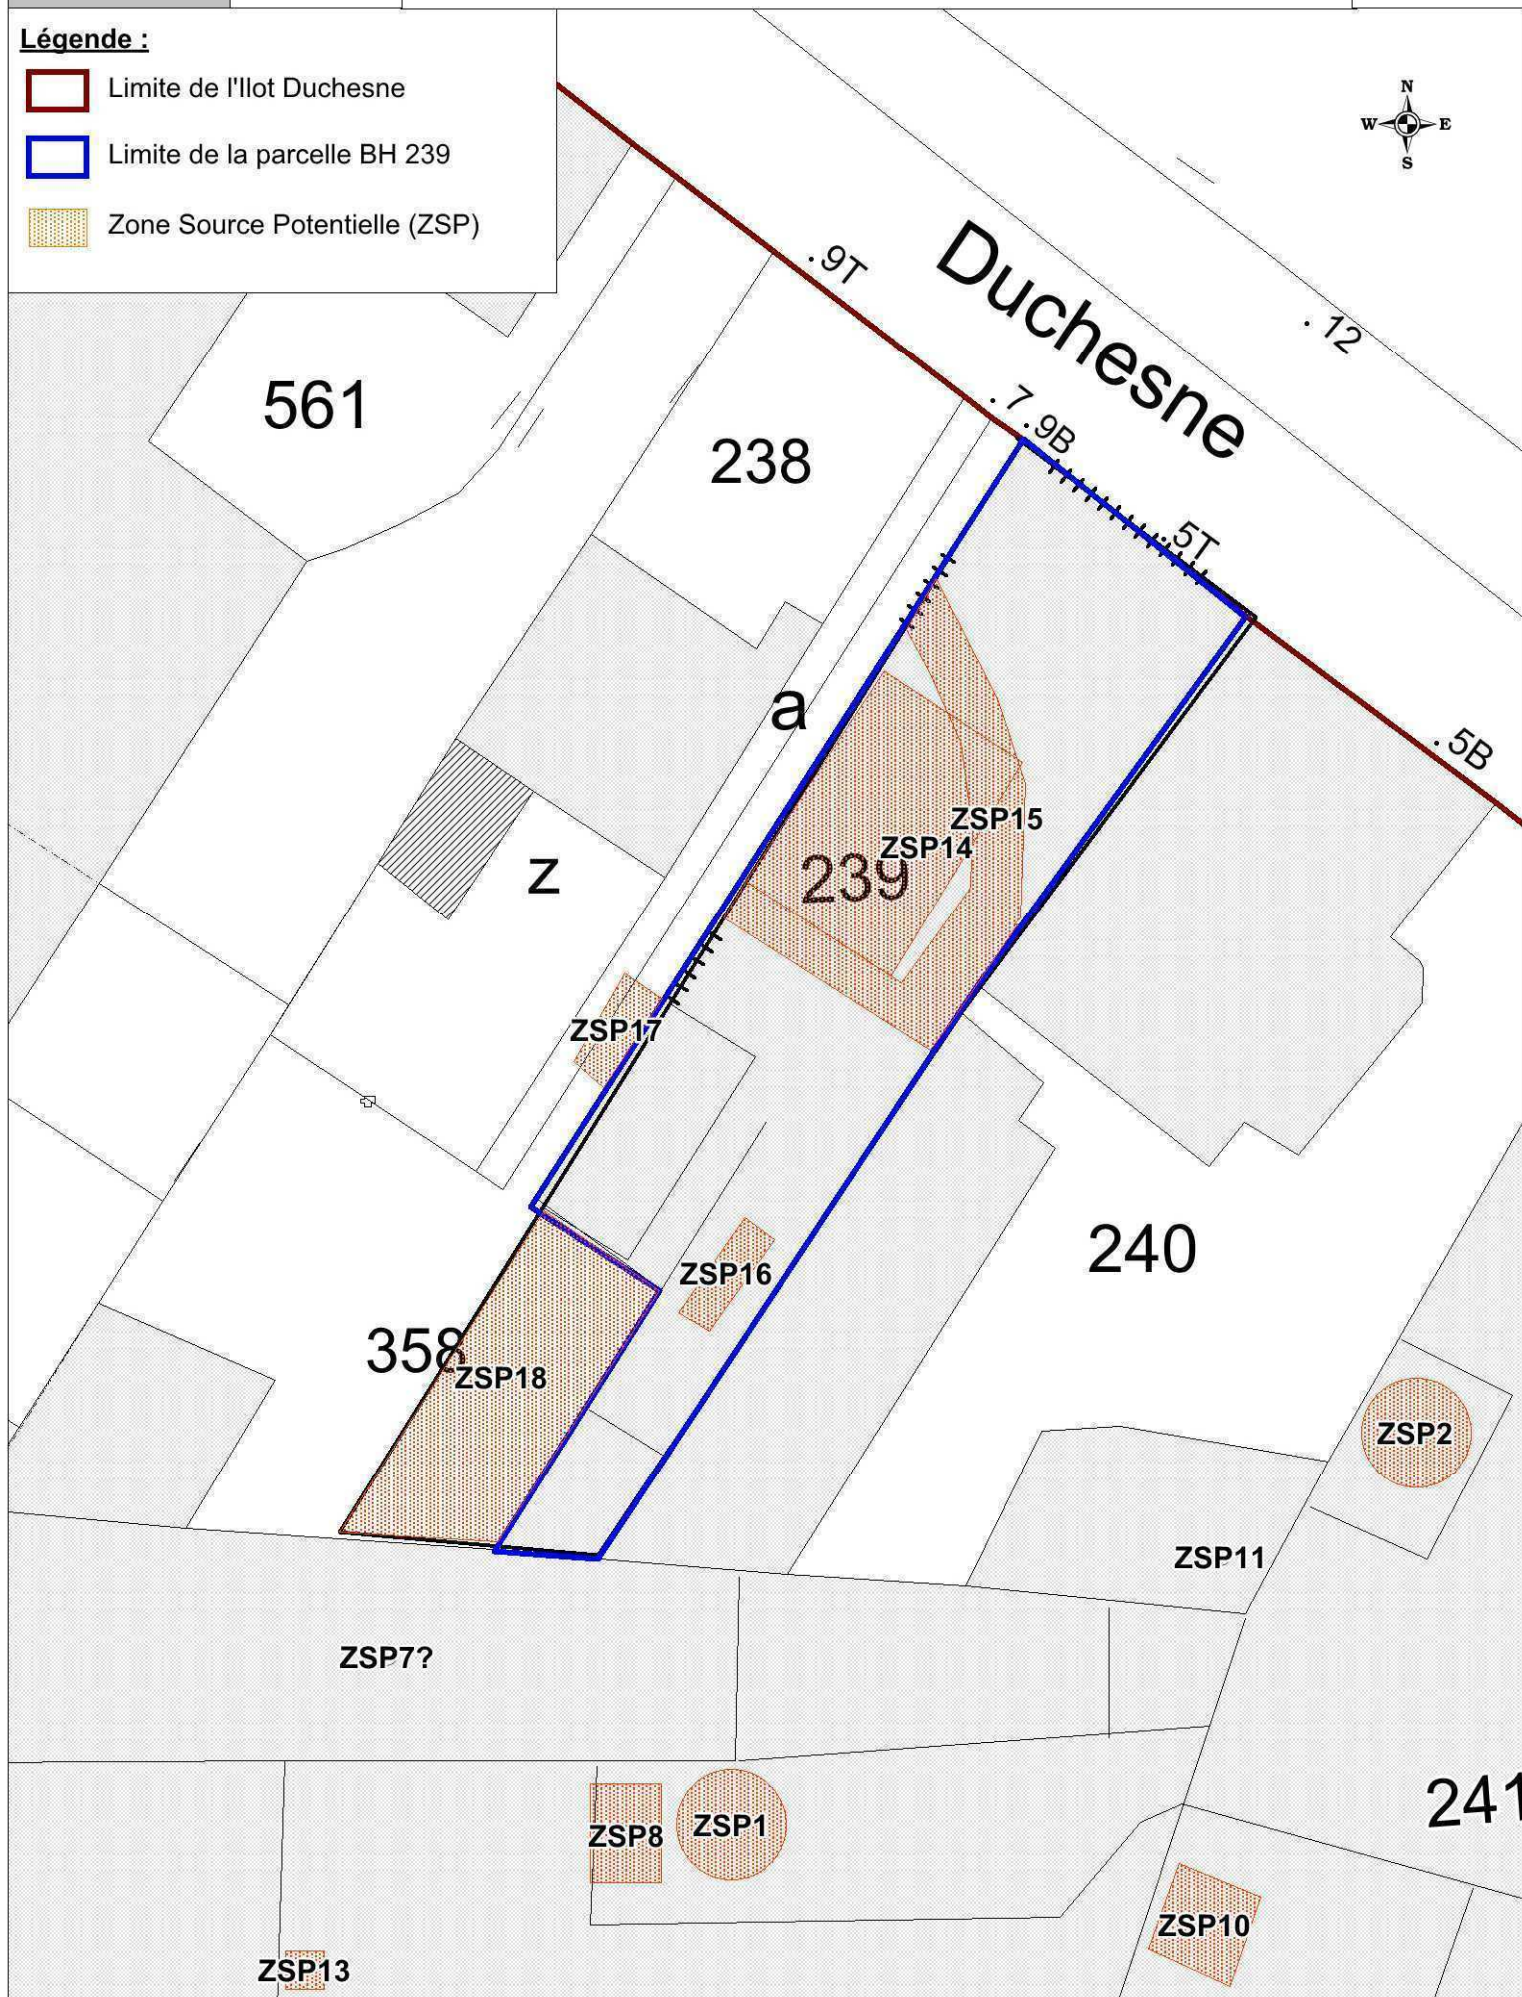 Légende :
Limite de l'Ilot Duchesne
Limite de la parcelle BH 239
Zone Source Potentielle (ZSP)
N
W E
S
.9T
Duchesne
. 12
561
238
. 7
.9B
.5T
a
.5B
z
ZSP15
ZSP14
239
ZSP17
240
ZSP16
358
ZSP18
ZSP2
ZSP11
ZSP7?
241
ZSP8
ZSP1
ZSP10
ZSP13